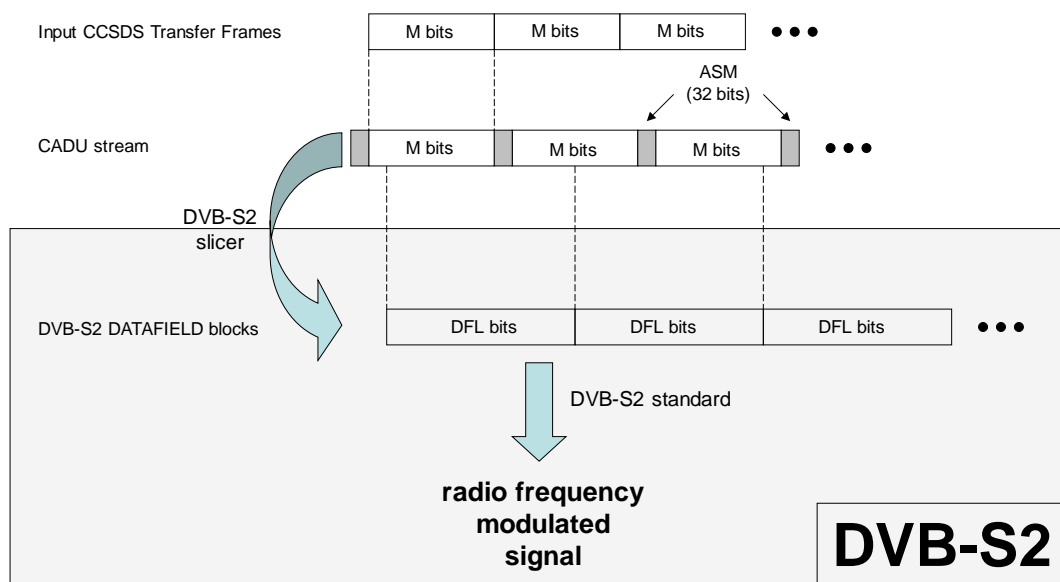 Input CCSDS Transfer Frames
M bits
M bits
M bits
ASM
(32 bits)
CADU stream
M bits
M bits
M bits
DVB-S2
slicer
DVB-S2 DATAFIELD blocks
DFL bits
DFL bits
DFL bits
DVB-S2 standard
radio frequency
modulated
signal
DVB-S2